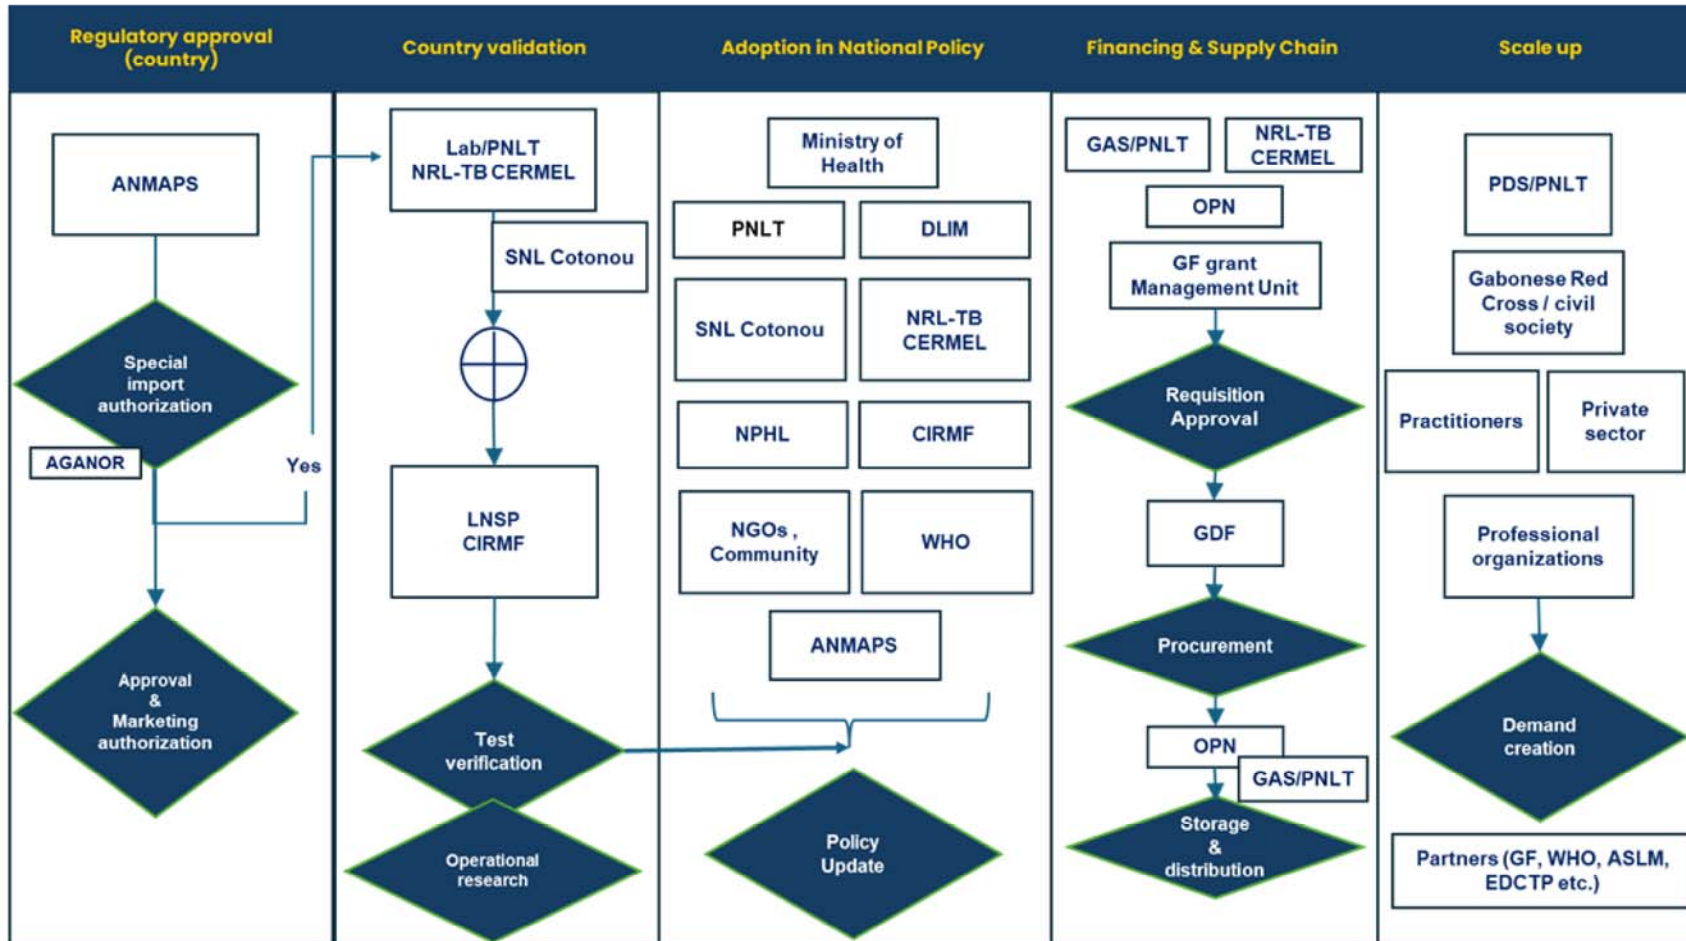 Regulatory approval
(country)
Country validation
Adoption in National Policy
Financing & Supply Chain
Scale up
ANMAPS
Special
import
authorization
AGANOR
Yes
Approval
&
Marketing
authorization
Lab/PNLT
NRL-TB CERMEL
SNL Cotonou
LNSP
CIRMF
Test
verification
Operational
research
Ministry of
Health
PNLT
DLIM
SNL Cotonou
NRL-TB
CERMEL
NPHL
CIRMF
NGOs ,
Community
WHO
ANMAPS
Policy
Update
GAS/PNLT
NRL-TB
CERMEL
OPN
GF grant
Management Unit
Requisition
Approval
GDF
Procurement
OPN
GAS/PNLT
Storage
&
distribution
PDS/PNLT
Gabonese Red
Cross / civil
society
Practitioners
Private
sector
Professional
organizations
Demand
creation
Partners (GF, WHO, ASLM,
EDCTP etc.)